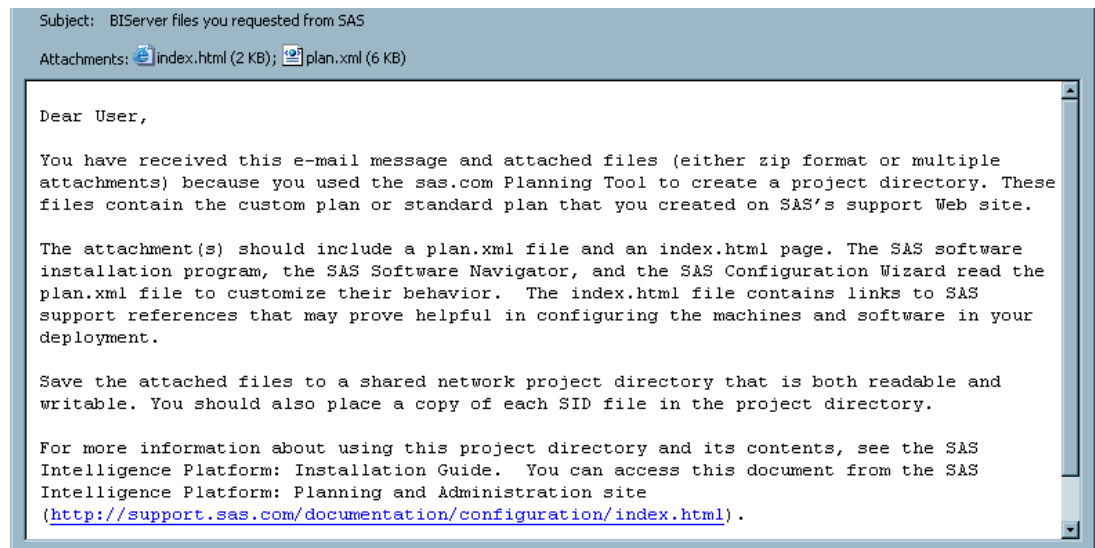 Subject: BIServer files you requested from SAS
Attachments: index.html (2 KB); plan.xml (6 KB)
Dear User,
You have received this e-mail message and attached files (either zip format or multiple
attachments) because you used the sas.com Planning Tool to create a project directory. These
files contain the custom plan or standard plan that you created on SAS's support Web site.
The attachment(s) should include a plan.xml file and an index.html page. The SAS software
installation program, the SAS Software Navigator, and the SAS Configuration Wizard read the
plan.xml file to customize their behavior.  The index.html file contains links to SAS
support references that may prove helpful in configuring the machines and software in your
deployment.
Save the attached files to a shared network project directory that is both readable and
writable. You should also place a copy of each SID file in the project directory.
For more information about using this project directory and its contents, see the SAS
Intelligence Platform: Installation Guide.  You can access this document from the SAS
Intelligence Platform: Planning and Administration site
(http://support.sas.com/documentation/configuration/index.html).